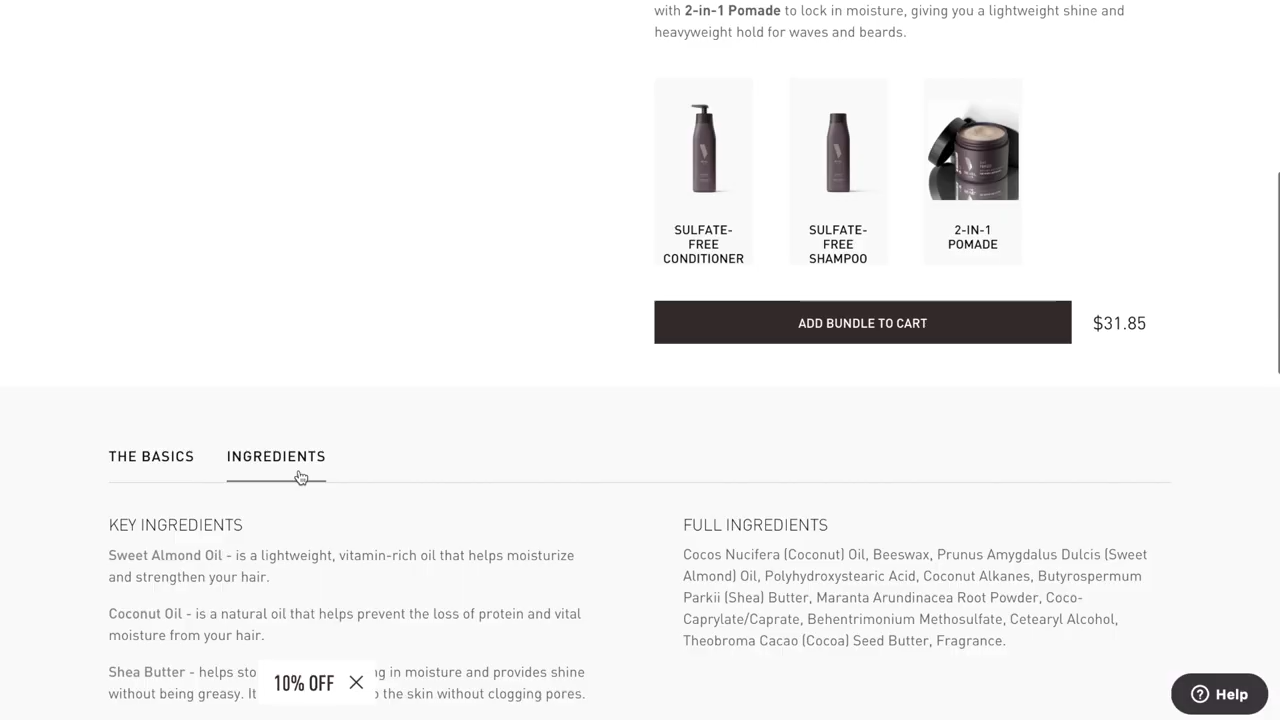 with 2-in-1 Pomade to lock in moisture, giving you a lightweight shine and
heavyweight hold for waves and beards.
SULFATE-
FREE
CONDITIONER
SULFATE-
FREE
SHAMPOO
2-IN-1
POMADE
ADD BUNDLE TO CART
$31.85
THE BASICS
INGREDIENTS
KEY INGREDIENTS
Sweet Almond Oil - is a lightweight, vitamin-rich oil that helps moisturize
and strengthen your hair.
Coconut Oil - is a natural oil that helps prevent the loss of protein and vital
moisture from your hair.
Shea Butter - helps sto ng in moisture and provides shine
without being greasy. It o the skin without clogging pores.
FULL INGREDIENTS
Cocos Nucifera (Coconut) Oil, Beeswax, Prunus Amygdalus Dulcis (Sweet
Almond) Oil, Polyhydroxystearic Acid, Coconut Alkanes, Butyrospermum
Parkii (Shea) Butter, Maranta Arundinacea Root Powder, Coco-
Caprylate/Caprate, Behentrimonium Methosulfate, Cetearyl Alcohol,
Theobroma Cacao (Cocoa) Seed Butter, Fragrance.
10% OFF
Help